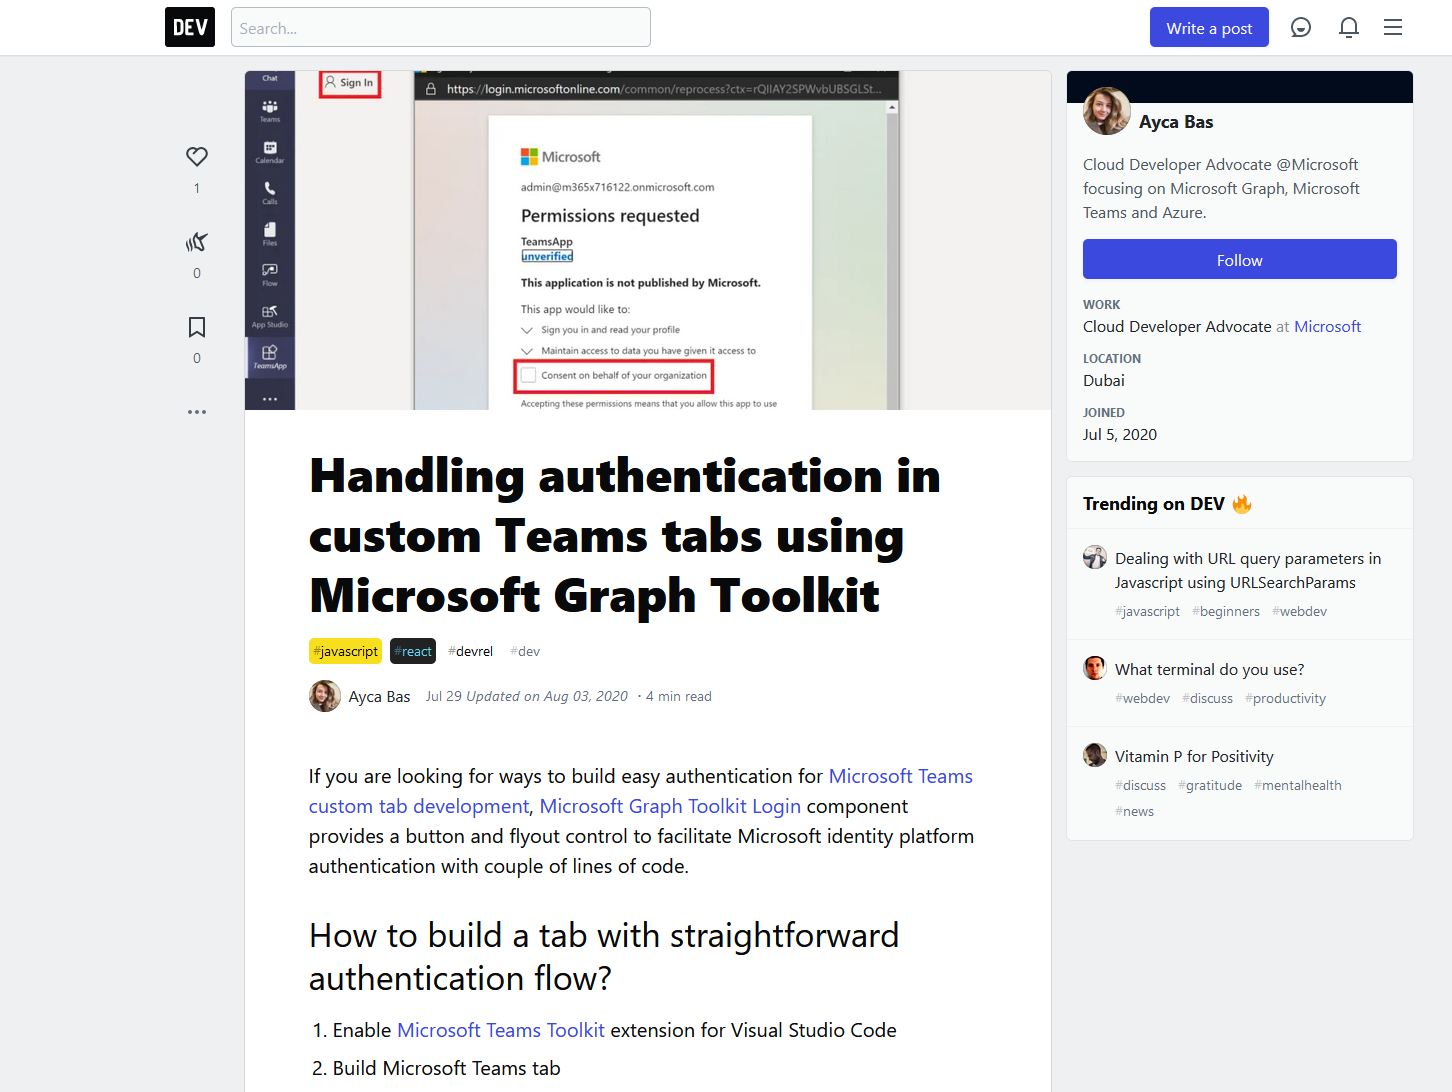 DEV
Search...
Write a post
1
0
0
Chat
Teams
Calendar
Calls
Files
Flow
App Studio
TeamsApp
Sign In
https://login.microsoftonline.com/common/reprocess?ctx=rQIIAY2SPWvbUBSGLSt...
Microsoft
admin@m365x716122.onmicrosoft.com
Permissions requested
TeamsApp
unverified
This application is not published by Microsoft.
This app would like to:
Sign you in and read your profile
Maintain access to data you have given it access to
Consent on behalf of your organization
Accepting these permissions means that you allow this app to use
Handling authentication in
custom Teams tabs using
Microsoft Graph Toolkit
#javascript #react #devrel #dev
Ayca Bas Jul 29 Updated on Aug 03, 2020 · 4 min read
If you are looking for ways to build easy authentication for Microsoft Teams
custom tab development, Microsoft Graph Toolkit Login component
provides a button and flyout control to facilitate Microsoft identity platform
authentication with couple of lines of code.
How to build a tab with straightforward
authentication flow?
1. Enable Microsoft Teams Toolkit extension for Visual Studio Code
2. Build Microsoft Teams tab
Ayca Bas
Cloud Developer Advocate @Microsoft
focusing on Microsoft Graph, Microsoft
Teams and Azure.
Follow
WORK
Cloud Developer Advocate at Microsoft
LOCATION
Dubai
JOINED
Jul 5, 2020
Trending on DEV 🔥
Dealing with URL query parameters in
Javascript using URLSearchParams
#javascript #beginners #webdev
What terminal do you use?
#webdev #discuss #productivity
Vitamin P for Positivity
#discuss #gratitude #mentalhealth
#news